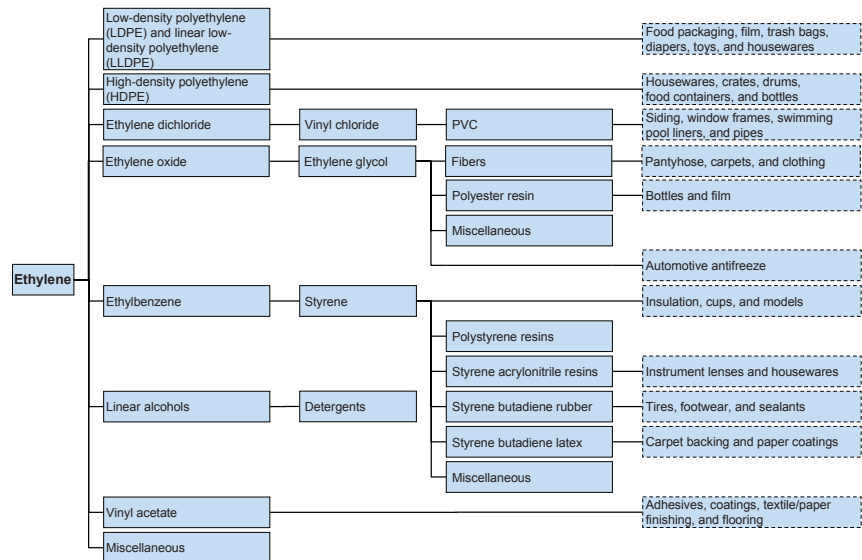 Low-density polyethylene
(LDPE) and linear low-
density polyethylene
(LLDPE)
Food packaging, film, trash bags,
diapers, toys, and housewares
High-density polyethylene
(HDPE)
Housewares, crates, drums,
food containers, and bottles
Ethylene dichloride
Vinyl chloride
PVC
Siding, window frames, swimming
pool liners, and pipes
Ethylene oxide
Ethylene glycol
Fibers
Pantyhose, carpets, and clothing
Polyester resin
Bottles and film
Miscellaneous
Automotive antifreeze
Ethylene
Ethylbenzene
Styrene
Insulation, cups, and models
Polystyrene resins
Styrene acrylonitrile resins
Instrument lenses and housewares
Linear alcohols
Detergents
Styrene butadiene rubber
Tires, footwear, and sealants
Styrene butadiene latex
Carpet backing and paper coatings
Miscellaneous
Vinyl acetate
Adhesives, coatings, textile/paper
finishing, and flooring
Miscellaneous